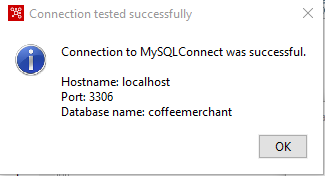 Connection tested successfully
Connection to MySQLConnect was successful.
Hostname: localhost
Port: 3306
Database name: coffeemerchant
OK